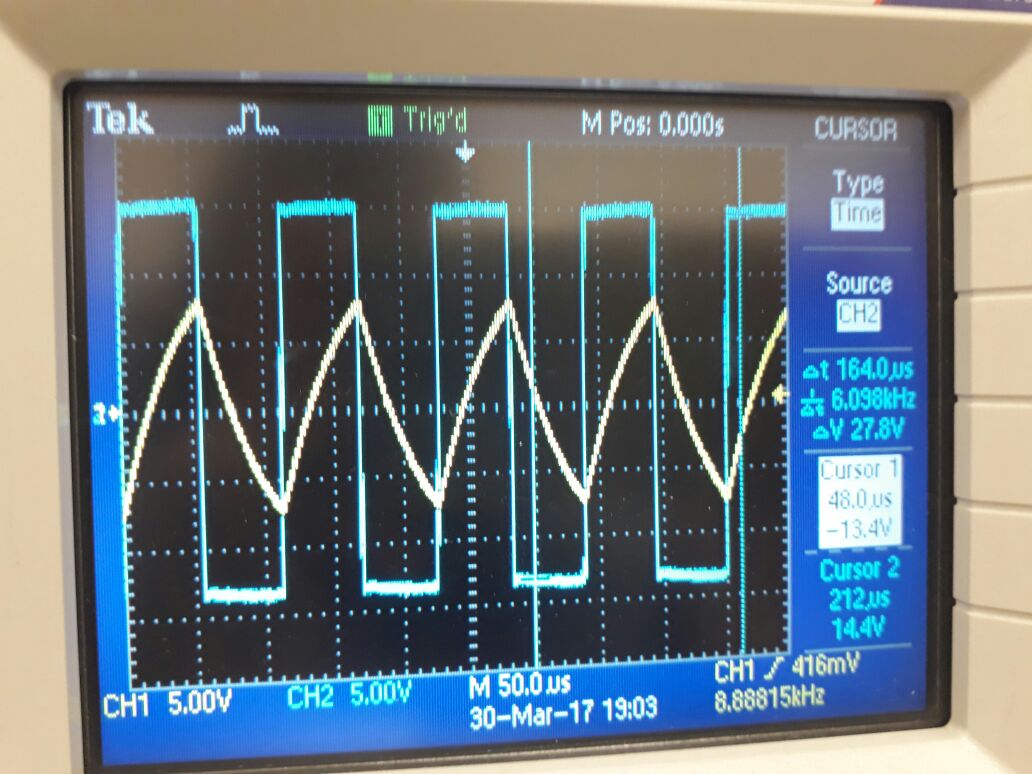 Tek Trig'd M Pos: 0.000s CURSOR
Type
Time
Source
CH2
Δt 164.0µs
1/Δt 6.098kHz
ΔV 27.8V
Cursor 1
48.0µs
-13.4V
Cursor 2
212µs
14.4V
CH1 5.00V CH2 5.00V M 50.0µs CH1 416mV
30-Mar-17 19:03 8.88815kHz